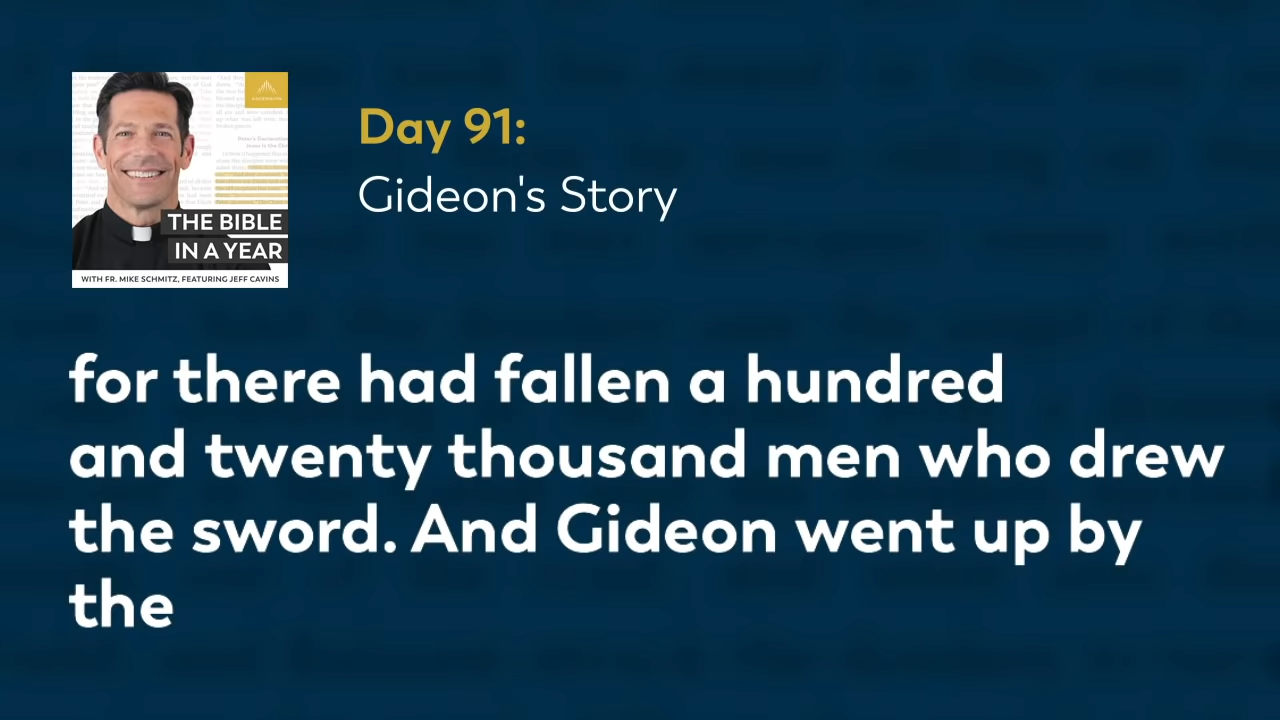 THE BIBLE
IN A YEAR
WITH FR. MIKE SCHMITZ, FEATURING JEFF CAVINS
Day 91:
Gideon's Story
for there had fallen a hundred
and twenty thousand men who drew
the sword. And Gideon went up by
the